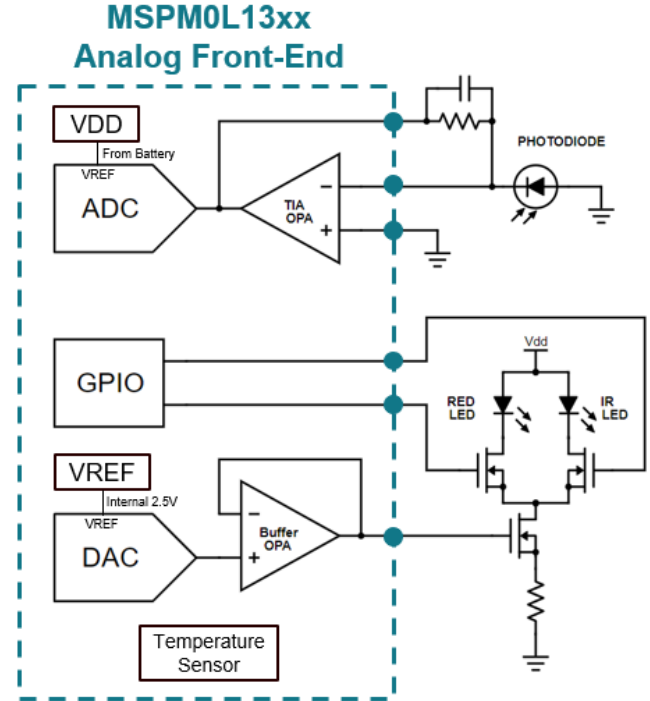 MSPM0L13xx
Analog Front-End
VDD
From Battery
VREF
ADC
TIA
OPA
−
+
PHOTODIODE
GPIO
Vdd
RED
LED
IR
LED
VREF
Internal 2.5V
VREF
DAC
−
+
Buffer
OPA
Temperature
Sensor